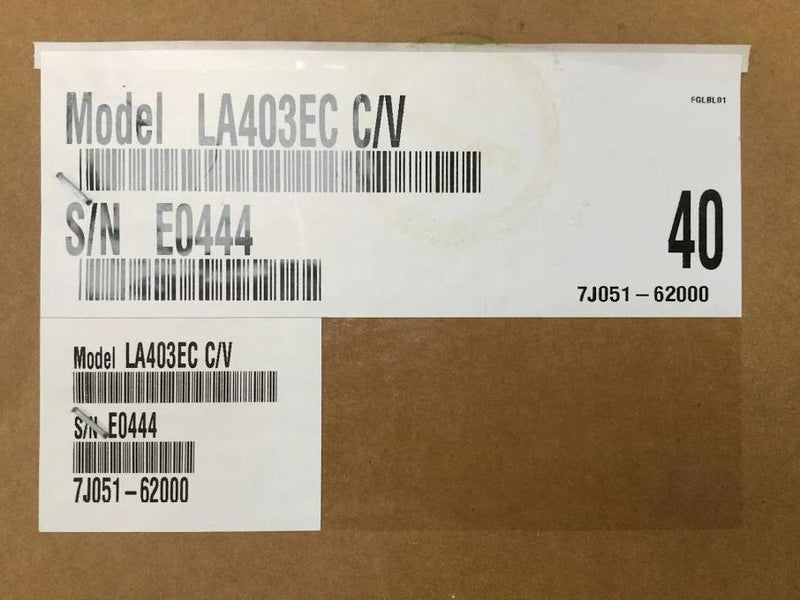 FGLBL01
Model LA403EC C/V
S/N E0444
40
7J051-62000
Model LA403EC C/V
S/N E0444
7J051-62000